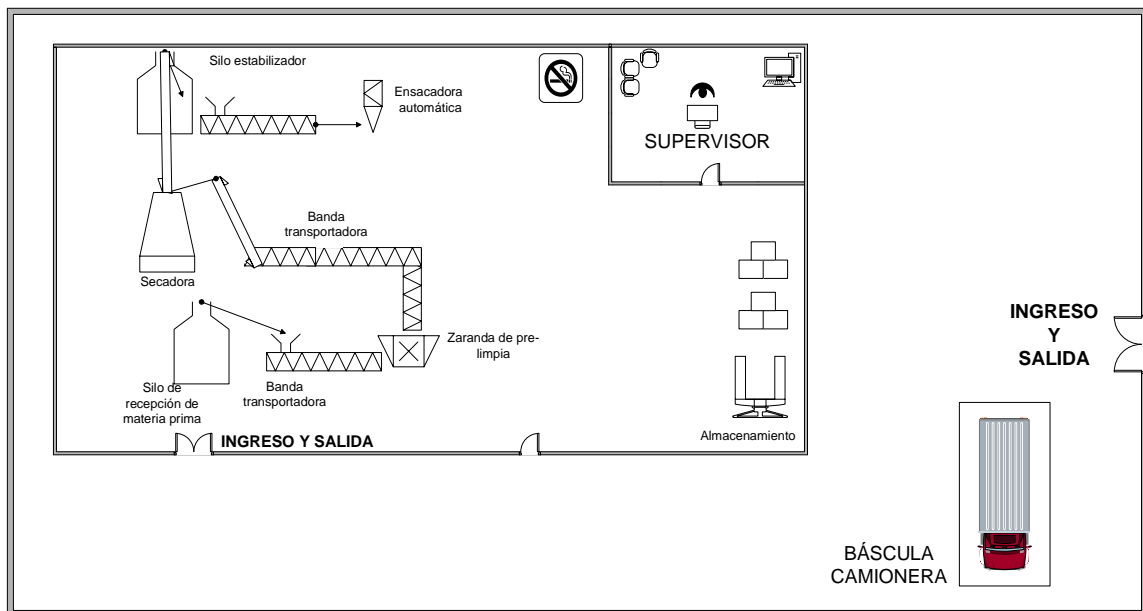 Silo estabilizador
Ensacadora
automática
SUPERVISOR
Banda
transportadora
Secadora
Zaranda de pre-
limpia
INGRESO
Y
SALIDA
Silo de
recepción de
materia prima
Banda
transportadora
Almacenamiento
INGRESO Y SALIDA
BÁSCULA
CAMIONERA